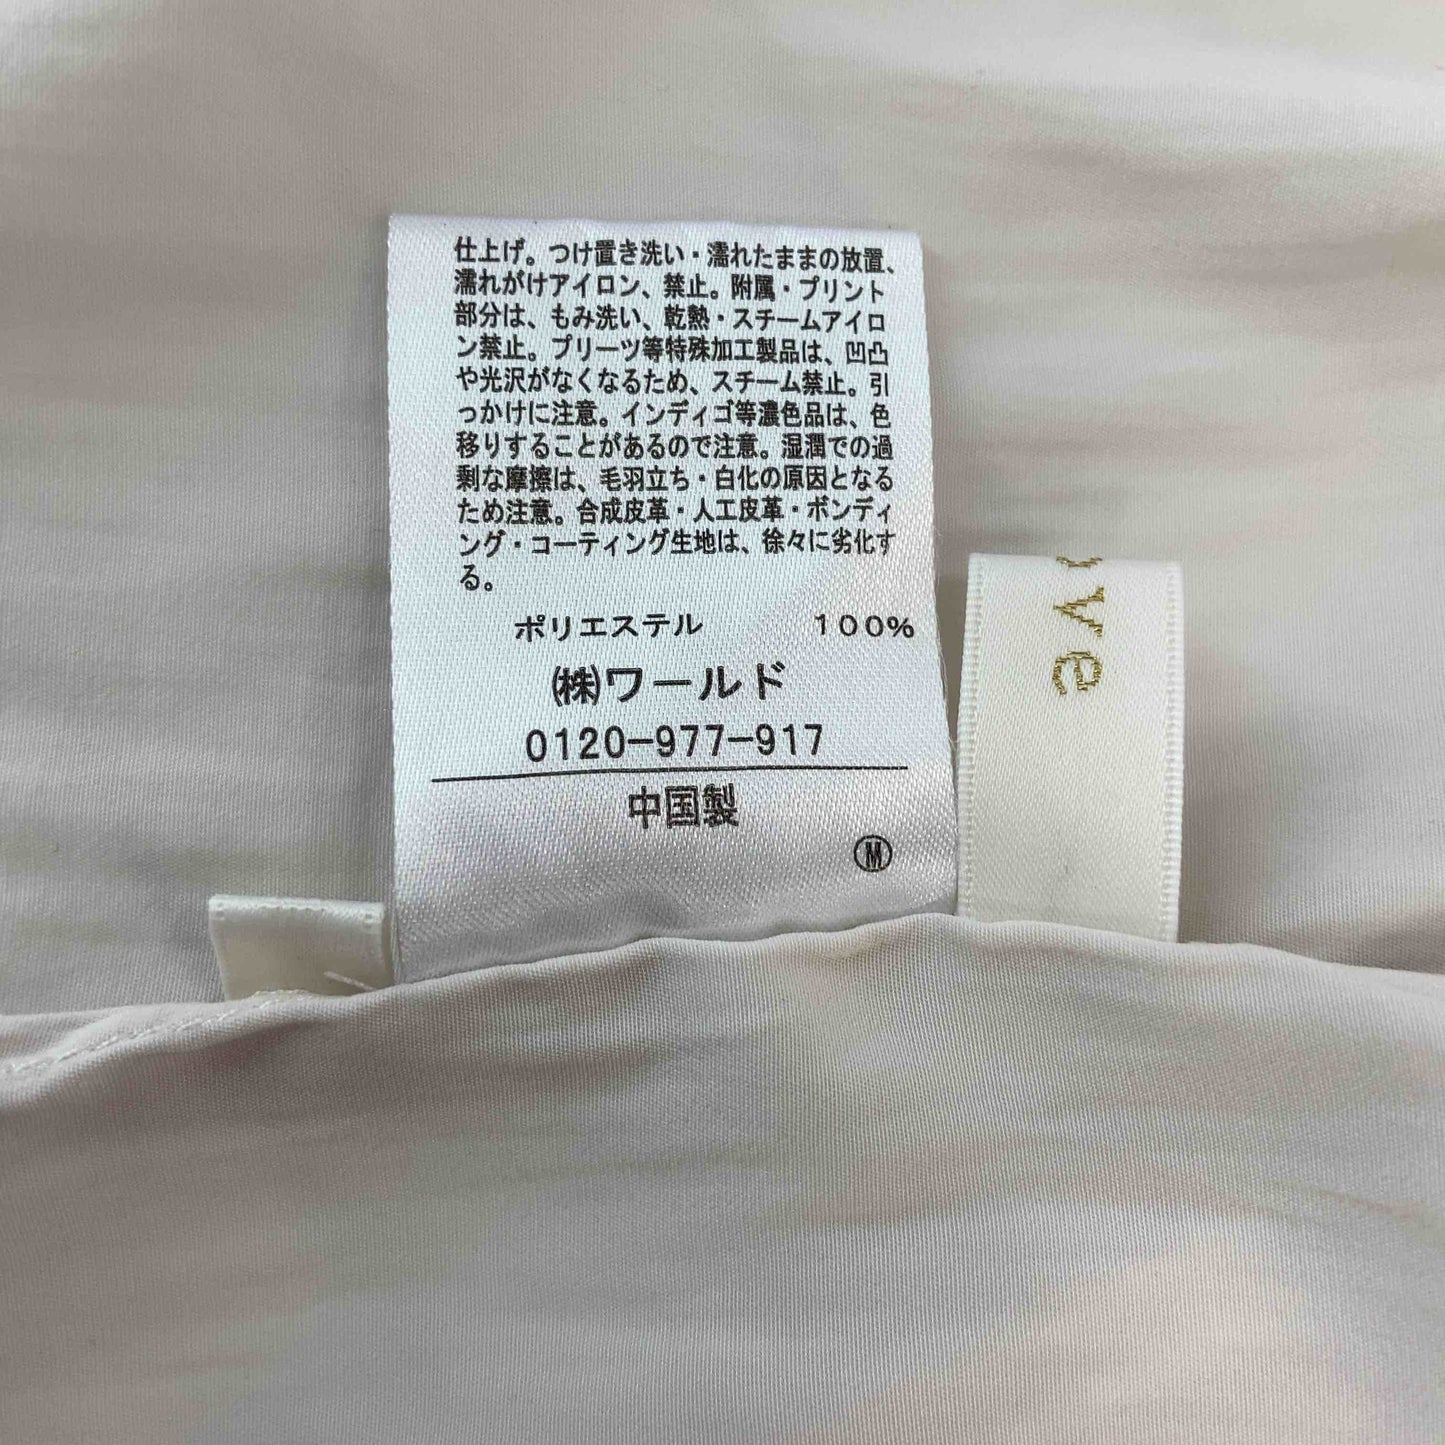 仕上げ。つけ置き洗い・濡れたままの放置、
濡れがけアイロン、禁止。附属・プリント
部分は、もみ洗い、乾熱・スチームアイロ
ン禁止。プリーツ等特殊加工製品は、凹凸
や光沢がなくなるため、スチーム禁止。引
っかけに注意。インディゴ等濃色品は、色
移りすることがあるので注意。湿潤での過
剰な摩擦は、毛羽立ち・白化の原因となる
ため注意。合成皮革・人工皮革・ボンディ
ング・コーティング生地は、徐々に劣化す
る。
ポリエステル 100%
㈱ワールド
0120-977-917
中国製
Ⓜ
ove